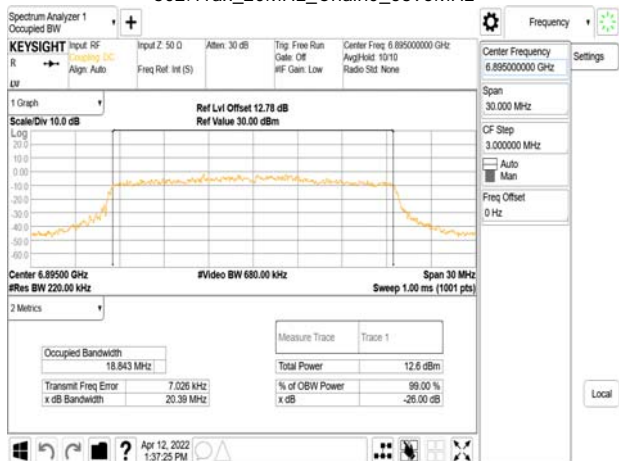 Spectrum Analyzer 1
Occupied BW
Frequency
KEYSIGHT
Input: RF
Coupling: DC
Align: Auto
Input Z: 50 Ω
Freq Ref: Int (S)
Atten: 30 dB
Trig: Free Run
Gate: Off
#IF Gain: Low
Center Freq: 6.895000000 GHz
Avg|Hold: 10/10
Radio Std: None
R
LXI
Center Frequency
6.895000000 GHz
Settings
Span
30.000 MHz
CF Step
3.000000 MHz
Auto
Man
Freq Offset
0 Hz
Local
1 Graph
Ref Lvl Offset 12.78 dB
Scale/Div 10.0 dB
Ref Value 30.00 dBm
Log
20.0
10.0
0.00
-10.0
-20.0
-30.0
-40.0
-50.0
-60.0
Center 6.89500 GHz
#Video BW 680.00 kHz
Span 30 MHz
#Res BW 220.00 kHz
Sweep 1.00 ms (1001 pts)
2 Metrics
Measure Trace
Trace 1
Occupied Bandwidth
18.843 MHz
Total Power
12.6 dBm
Transmit Freq Error
7.026 kHz
% of OBW Power
99.00 %
x dB Bandwidth
20.39 MHz
x dB
-26.00 dB
Apr 12, 2022
1:37:25 PM